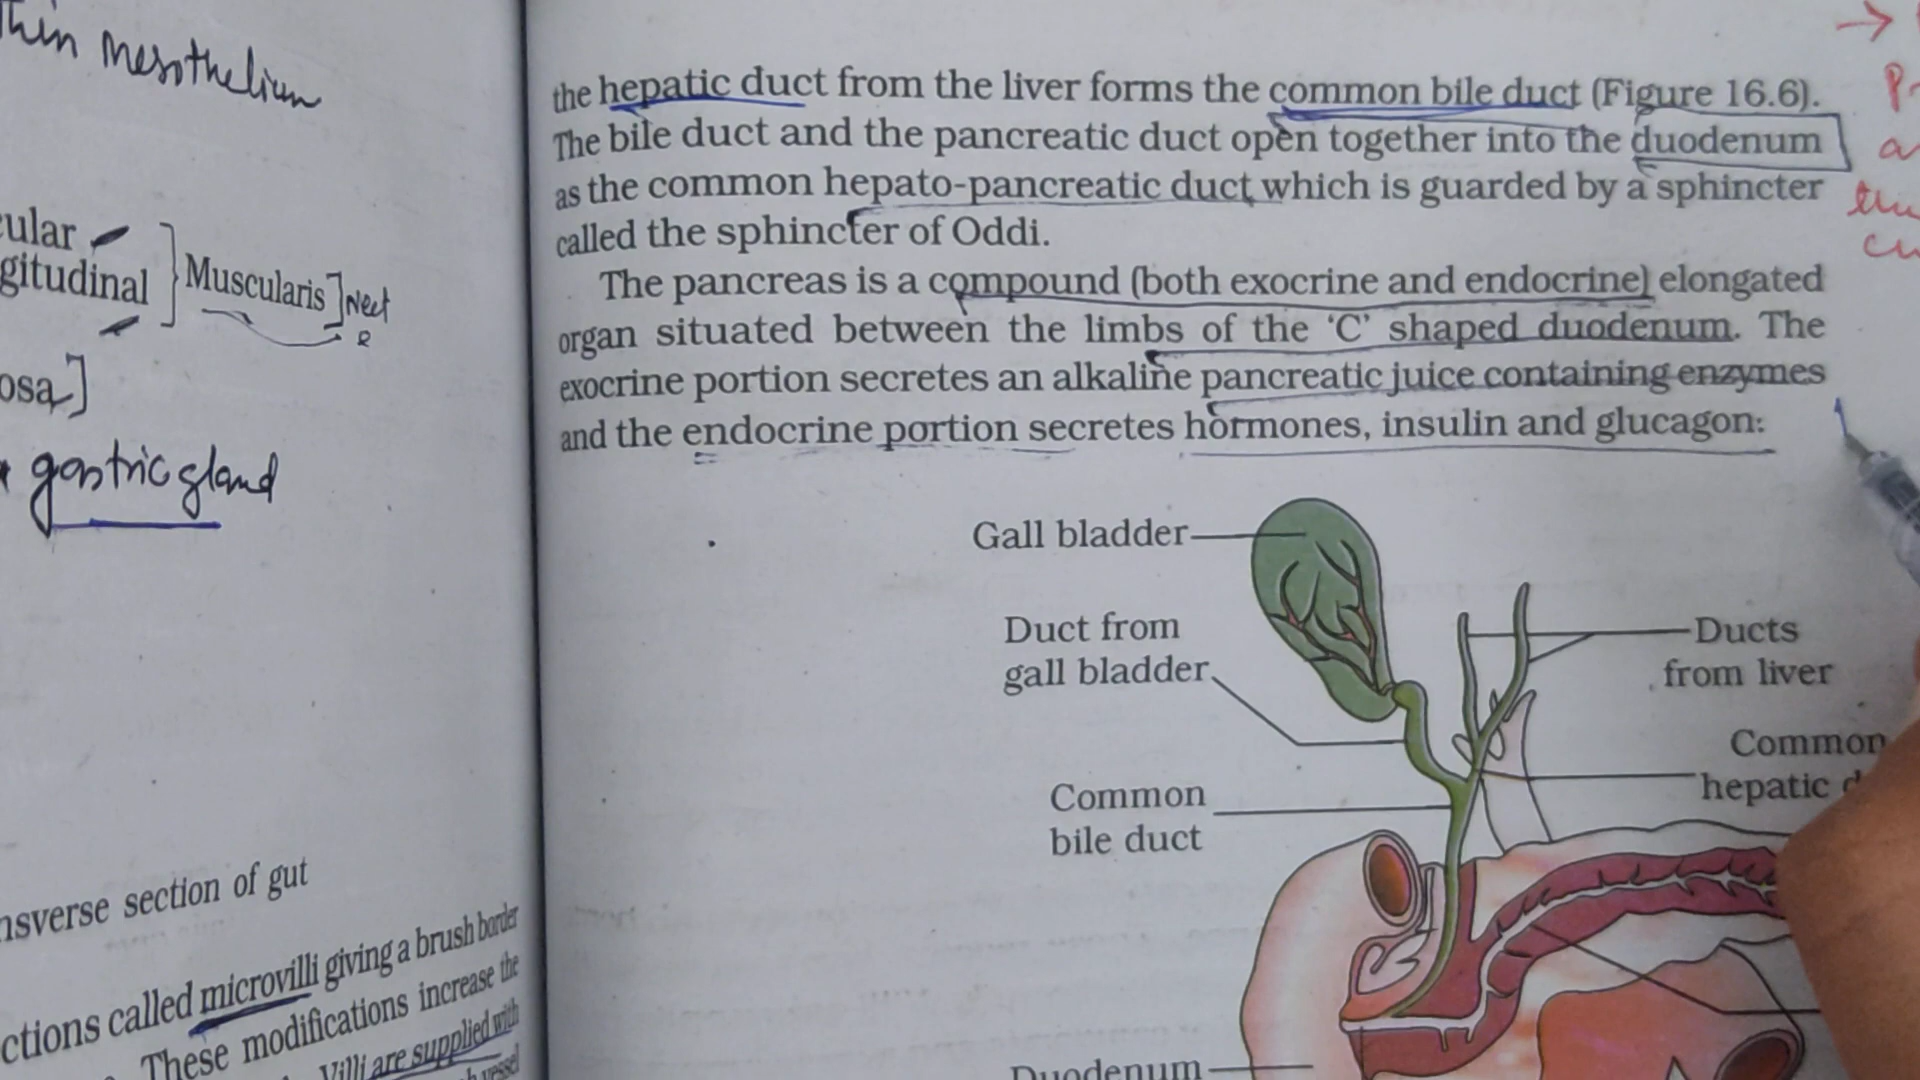 Thin mesothelium
cular
gitudinal
Muscularis
Nect
R
osa
gastric gland
nsverse section of gut
ctions called microvilli giving a brush border
These modifications increase the
Villi are supplied with
vessel
the hepatic duct from the liver forms the common bile duct (Figure 16.6).
The bile duct and the pancreatic duct open together into the duodenum
as the common hepato-pancreatic duct which is guarded by a sphincter
called the sphincter of Oddi.
The pancreas is a compound (both exocrine and endocrine) elongated
organ situated between the limbs of the ‘C’ shaped duodenum. The
exocrine portion secretes an alkaline pancreatic juice containing enzymes
and the endocrine portion secretes hormones, insulin and glucagon:
Gall bladder
Duct from
gall bladder
Ducts
from liver
Common
hepatic d
Common
bile duct
Duodenum